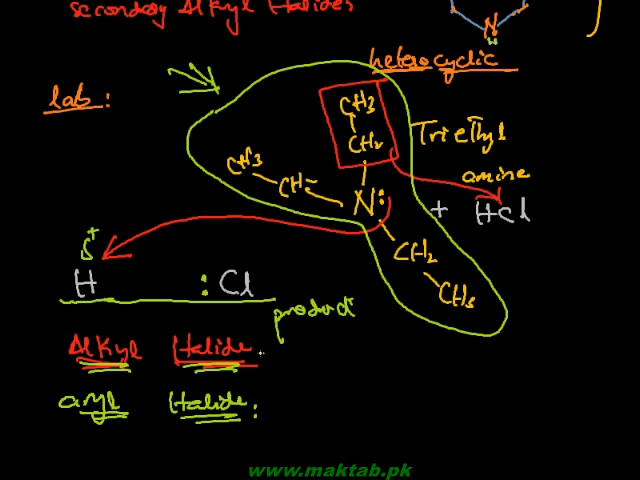 secondary Alkyl Halides
N
H
heterocyclic
lab:
CH3
CH2
Triethyl
amine
CH3
CH2
N:
+ HCl
δ+
H :Cl
CH2
CH3
product
Alkyl Halide
aryl Halide:
www.maktab.pk